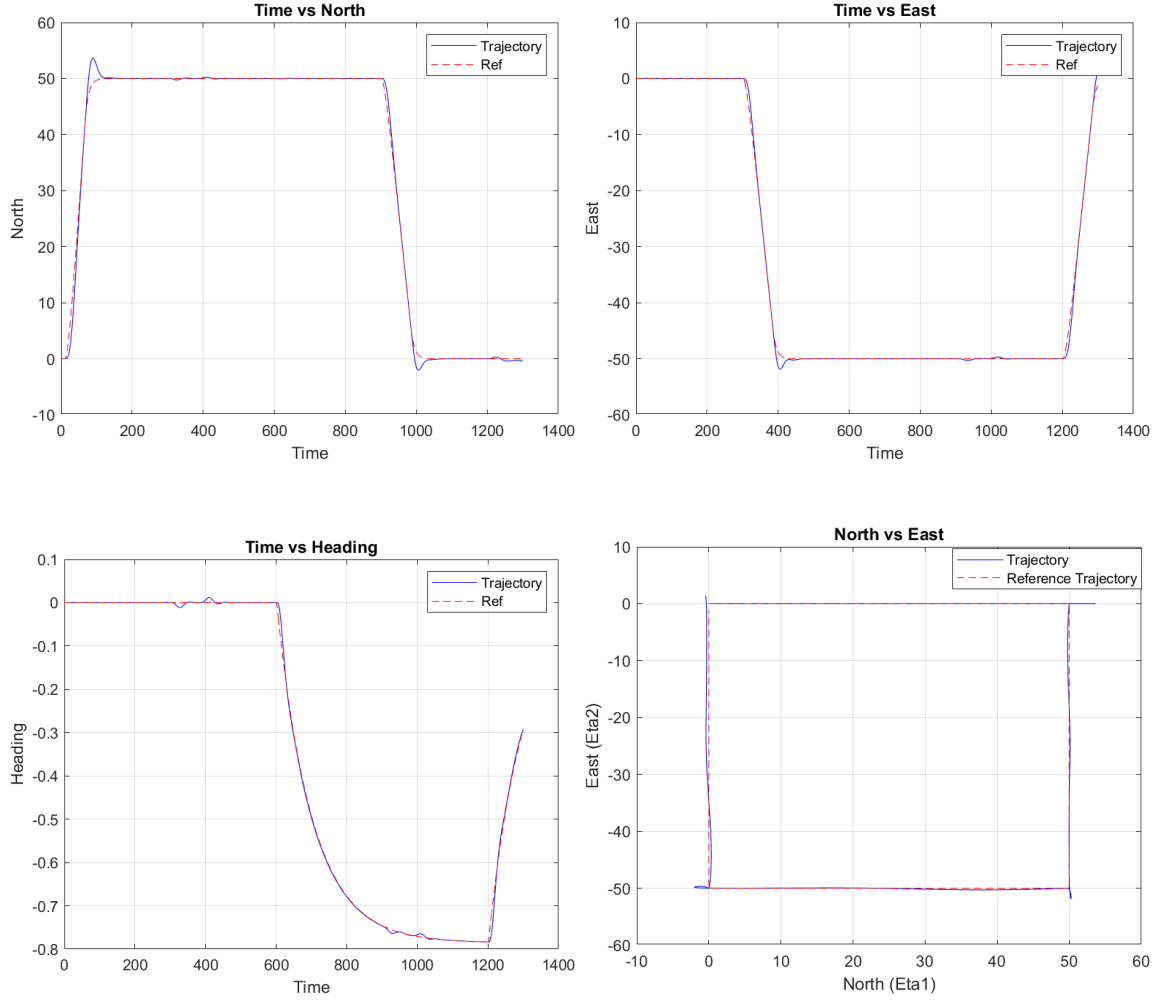 Time vs North
60
50
40
30
20
10
0
-10
North
0 200 400 600 800 1000 1200 1400
Time
Trajectory
Ref
Time vs East
10
0
-10
-20
-30
-40
-50
-60
East
0 200 400 600 800 1000 1200 1400
Time
Trajectory
Ref
Time vs Heading
0.1
0
-0.1
-0.2
-0.3
-0.4
-0.5
-0.6
-0.7
-0.8
Heading
0 200 400 600 800 1000 1200 1400
Time
Trajectory
Ref
North vs East
10
0
-10
-20
-30
-40
-50
-60
East (Eta2)
-10 0 10 20 30 40 50 60
North (Eta1)
Trajectory
Reference Trajectory